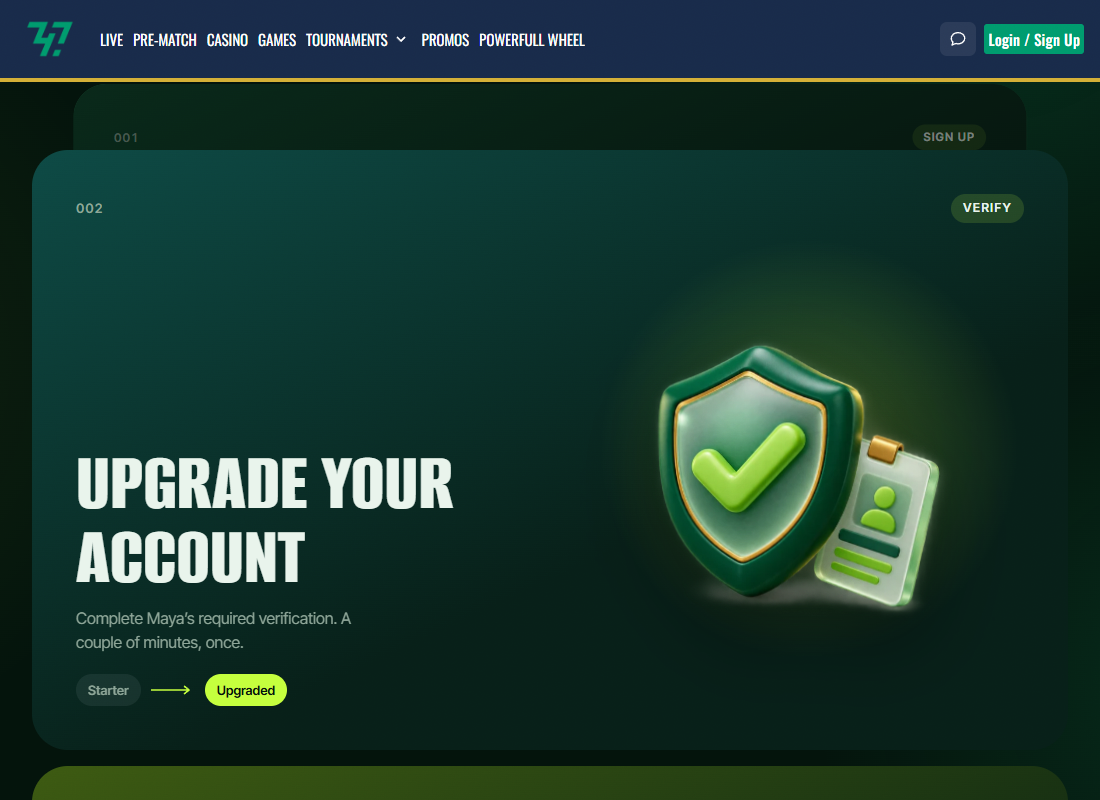 747
LIVE PRE-MATCH CASINO GAMES TOURNAMENTS PROMOS POWERFULL WHEEL
Login / Sign Up
001
SIGN UP
002
VERIFY
UPGRADE YOUR
ACCOUNT
Complete Maya's required verification. A
couple of minutes, once.
Starter
Upgraded